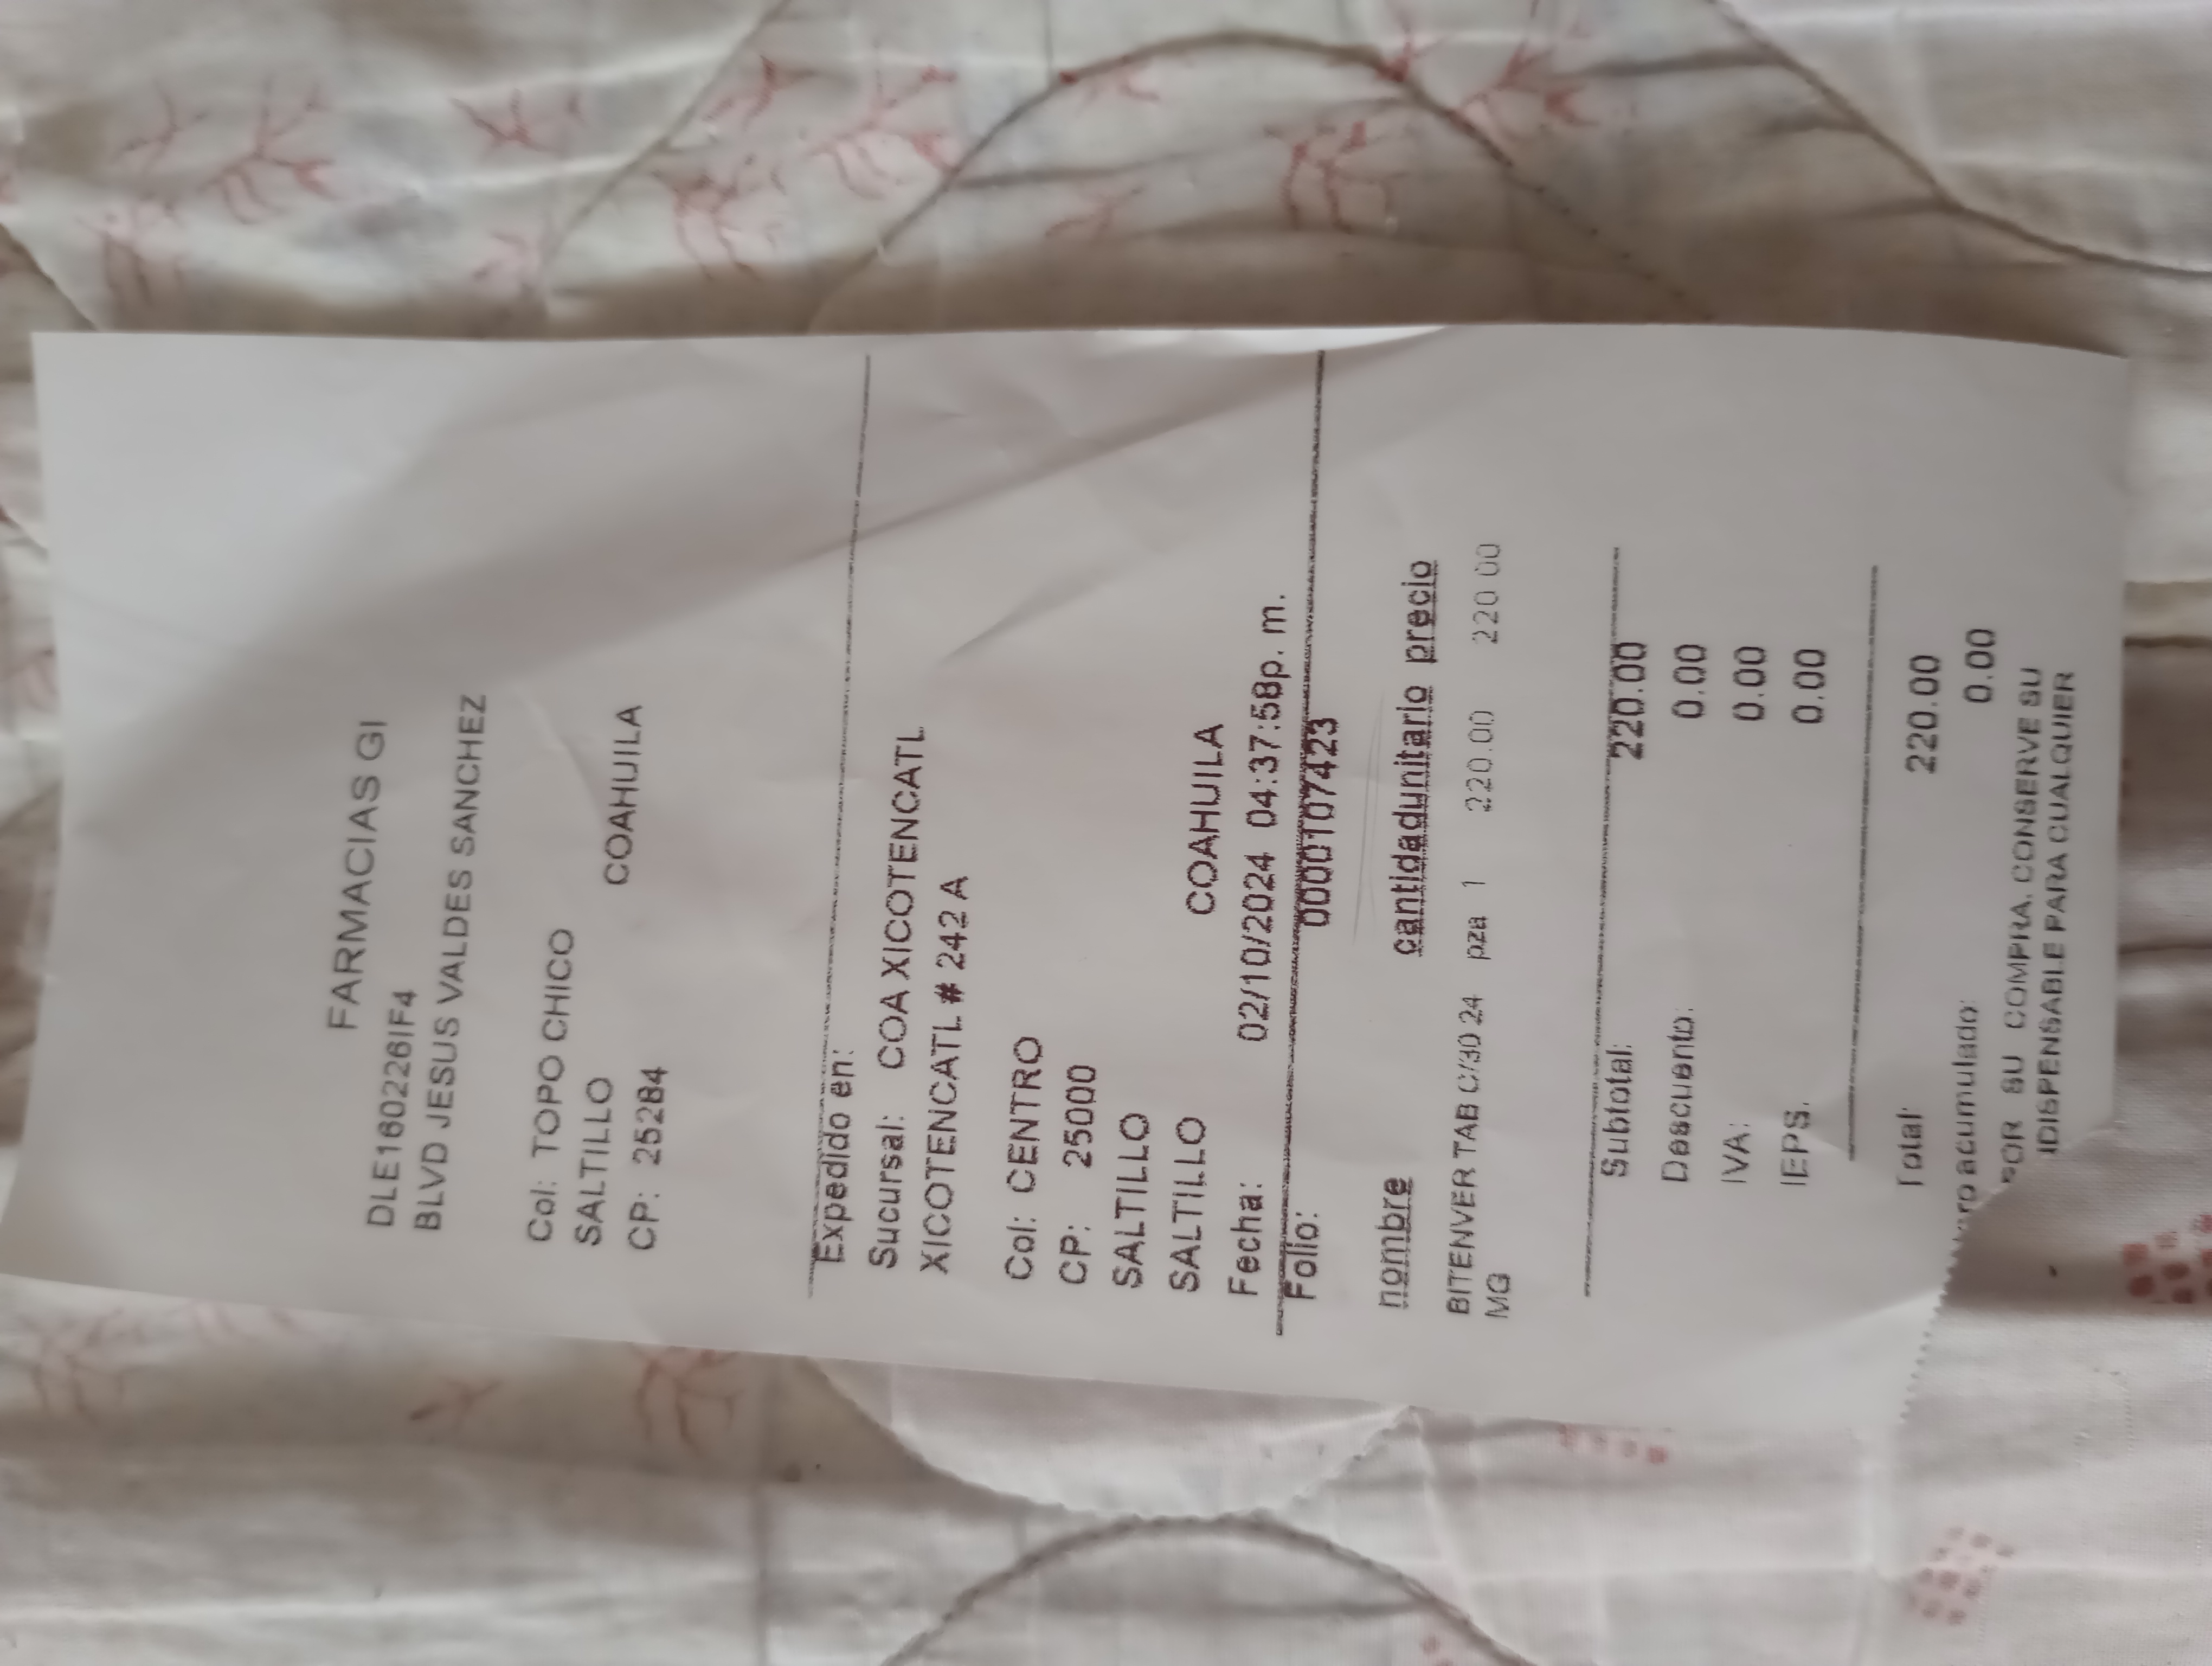 FARMACIAS GI
DLE160226IF4
BLVD JESUS VALDES SANCHEZ
Col: TOPO CHICO
SALTILLO COAHUILA
CP: 25284
Expedido en:
Sucursal: COA XICOTENCATL
XICOTENCATL # 242 A
Col: CENTRO
CP: 25000
SALTILLO
SALTILLO COAHUILA
Fecha: 02/10/2024 04:37:58p. m.
Folio: 0000107423
nombre cantidadunitario precio
BITENVER TAB C/30 24 pza 1 220.00 220.00
MG
Subtotal: 220.00
Descuento: 0.00
IVA: 0.00
IEPS. 0.00
Total: 220.00
acumulado: 0.00
POR SU COMPRA, CONSERVE SU
IDISPENSABLE PARA CUALQUIER